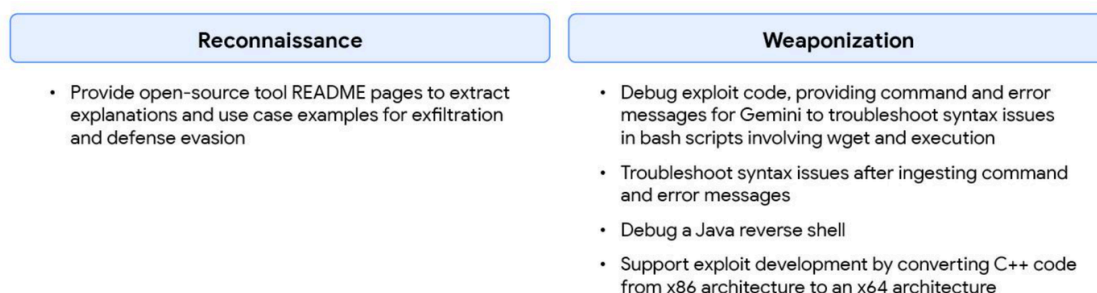 Reconnaissance
• Provide open-source tool README pages to extract
explanations and use case examples for exfiltration
and defense evasion
Weaponization
• Debug exploit code, providing command and error
messages for Gemini to troubleshoot syntax issues
in bash scripts involving wget and execution
• Troubleshoot syntax issues after ingesting command
and error messages
• Debug a Java reverse shell
• Support exploit development by converting C++ code
from x86 architecture to an x64 architecture